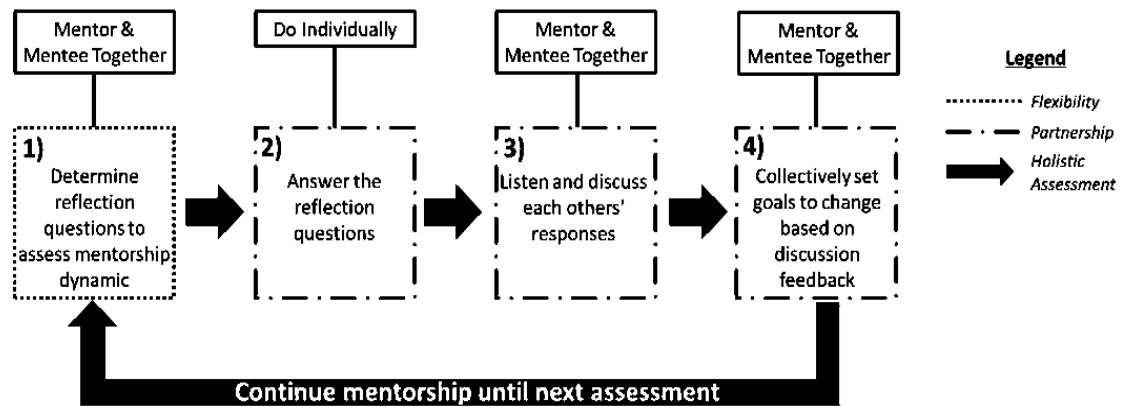 Mentor &
Mentee Together
Do Individually
Mentor &
Mentee Together
Mentor &
Mentee Together
1)
Determine
reflection
questions to
assess mentorship
dynamic
2)
Answer the
reflection
questions
3)
Listen and discuss
each others'
responses
4)
Collectively set
goals to change
based on
discussion
feedback
Continue mentorship until next assessment
Legend
Flexibility
Partnership
Holistic
Assessment